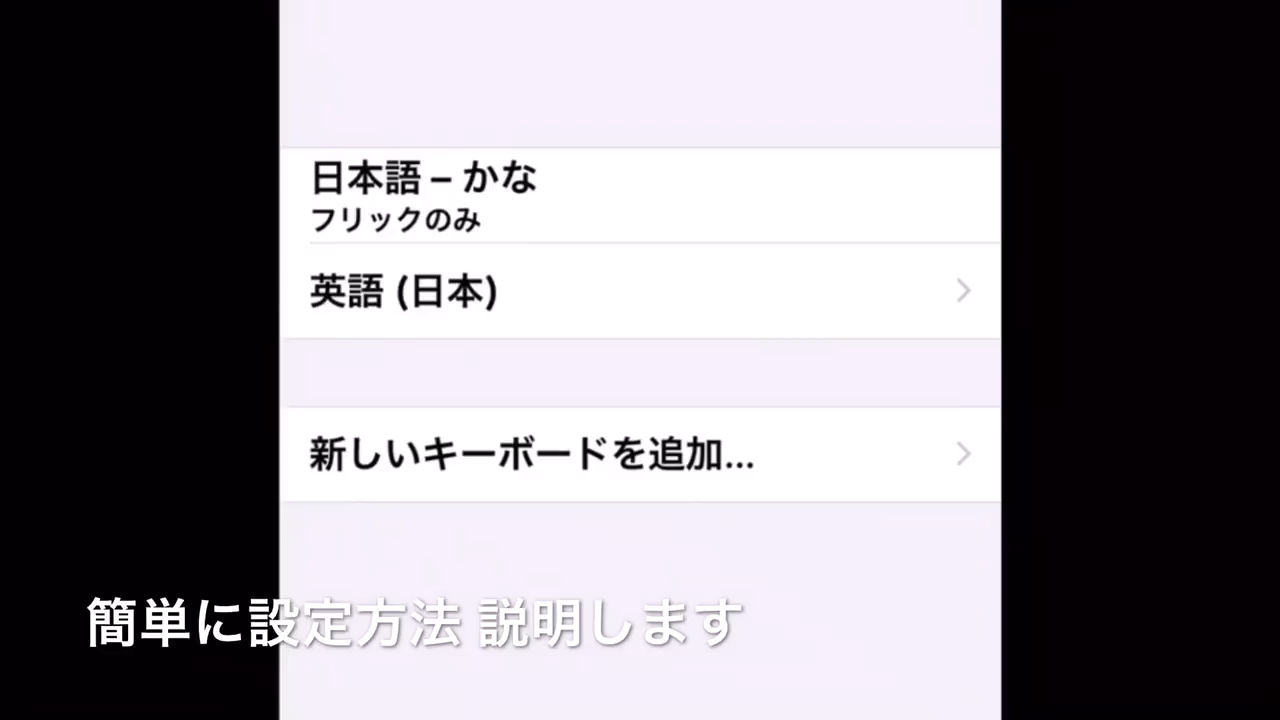 日本語 – かな
フリックのみ
英語 (日本)
新しいキーボードを追加...
簡単に設定方法 説明します